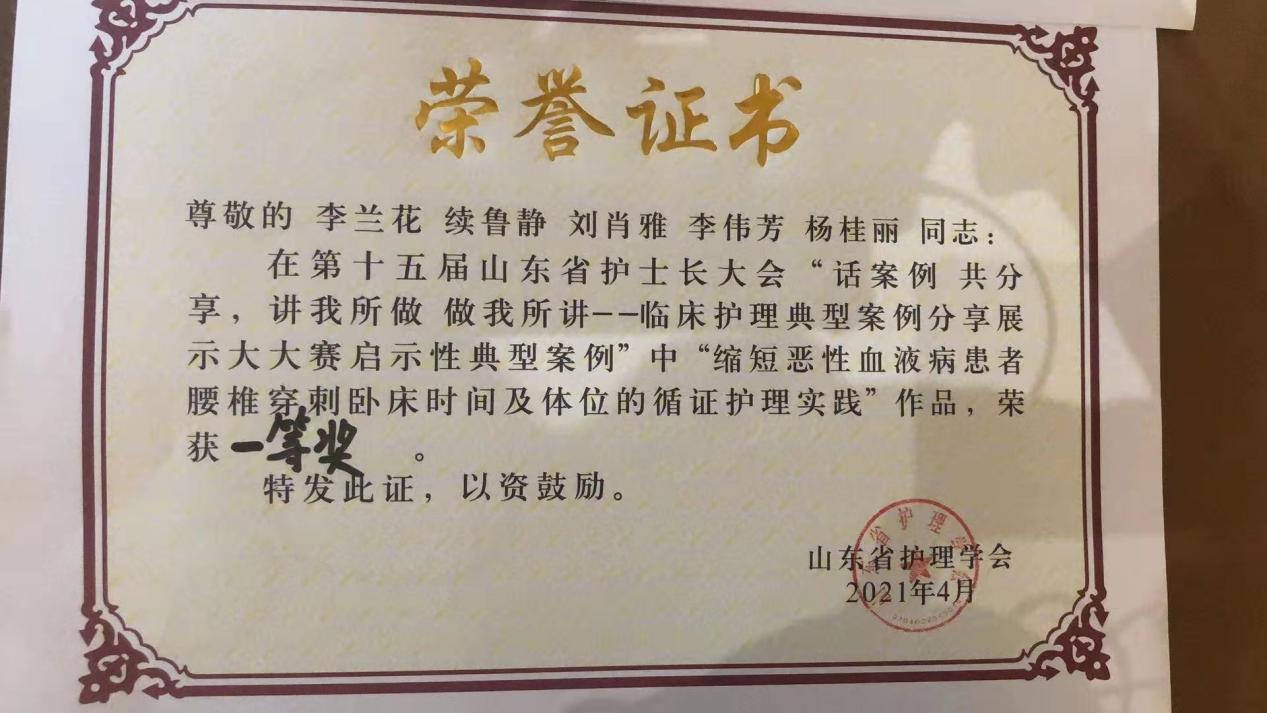 荣誉证书
尊敬的 李兰花 续鲁静 刘肖雅 李伟芳 杨桂丽 同志：
在第十五届山东省护士长大会“话案例 共分
享，讲我所做 做我所讲--临床护理典型案例分享展
示大大赛启示性典型案例”中“缩短恶性血液病患者
腰椎穿刺卧床时间及体位的循证护理实践”作品，荣
获一等奖 。
特发此证，以资鼓励。
山东省护理学会
2021年4月